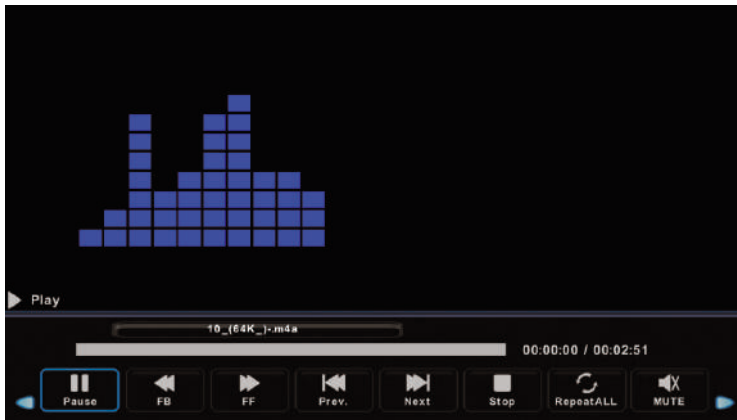 Play
10_(64K_)-.m4a
00:00:00 / 00:02:51
Pause FB FF Prev. Next Stop RepeatALL MUTE